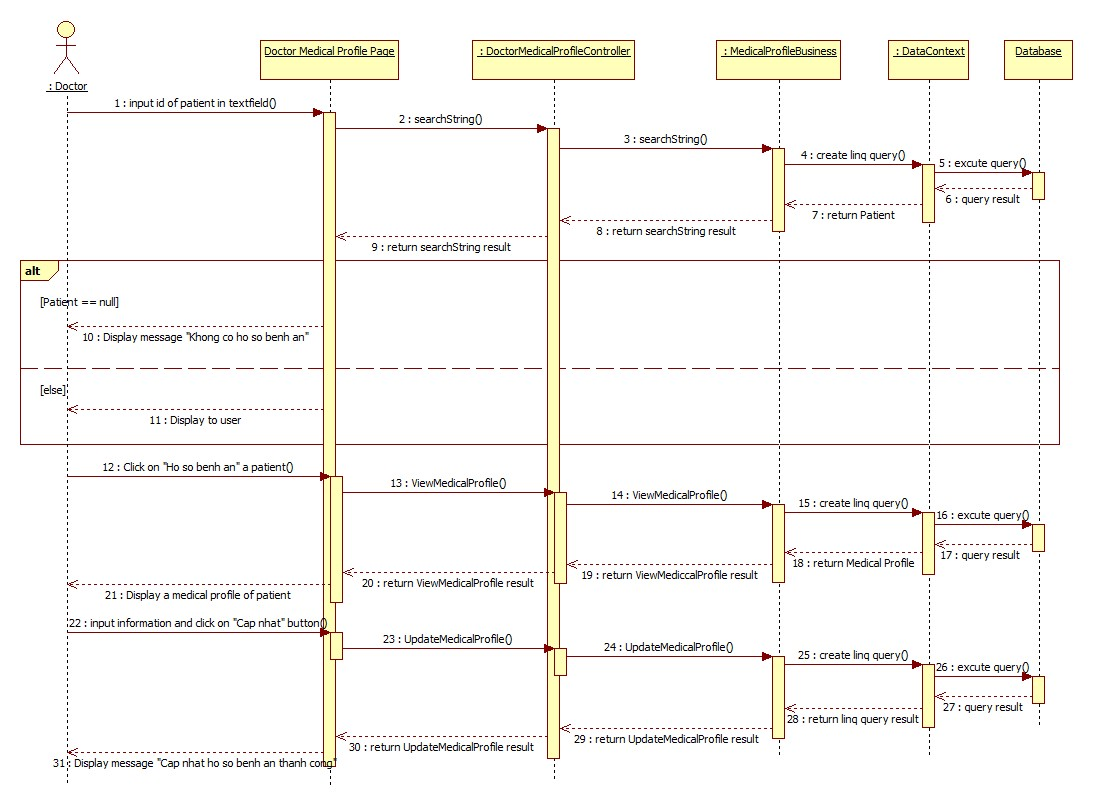 : Doctor
Doctor Medical Profile Page
: DoctorMedicalProfileController
: MedicalProfileBusiness
: DataContext
Database
1 : input id of patient in textfield()
2 : searchString()
3 : searchString()
4 : create linq query()
5 : excute query()
6 : query result
7 : return Patient
8 : return searchString result
9 : return searchString result
alt
[Patient == null]
10 : Display message "Khong co ho so benh an"
[else]
11 : Display to user
12 : Click on "Ho so benh an" a patient()
13 : ViewMedicalProfile()
14 : ViewMedicalProfile()
15 : create linq query()
16 : excute query()
17 : query result
18 : return Medical Profile
19 : return ViewMediccalProfile result
20 : return ViewMedicalProfile result
21 : Display a medical profile of patient
22 : input information and click on "Cap nhat" button()
23 : UpdateMedicalProfile()
24 : UpdateMedicalProfile()
25 : create linq query()
26 : excute query()
27 : query result
28 : return linq query result
29 : return UpdateMedicalProfile result
30 : return UpdateMedicalProfile result
31 : Display message "Cap nhat ho so benh an thanh cong"